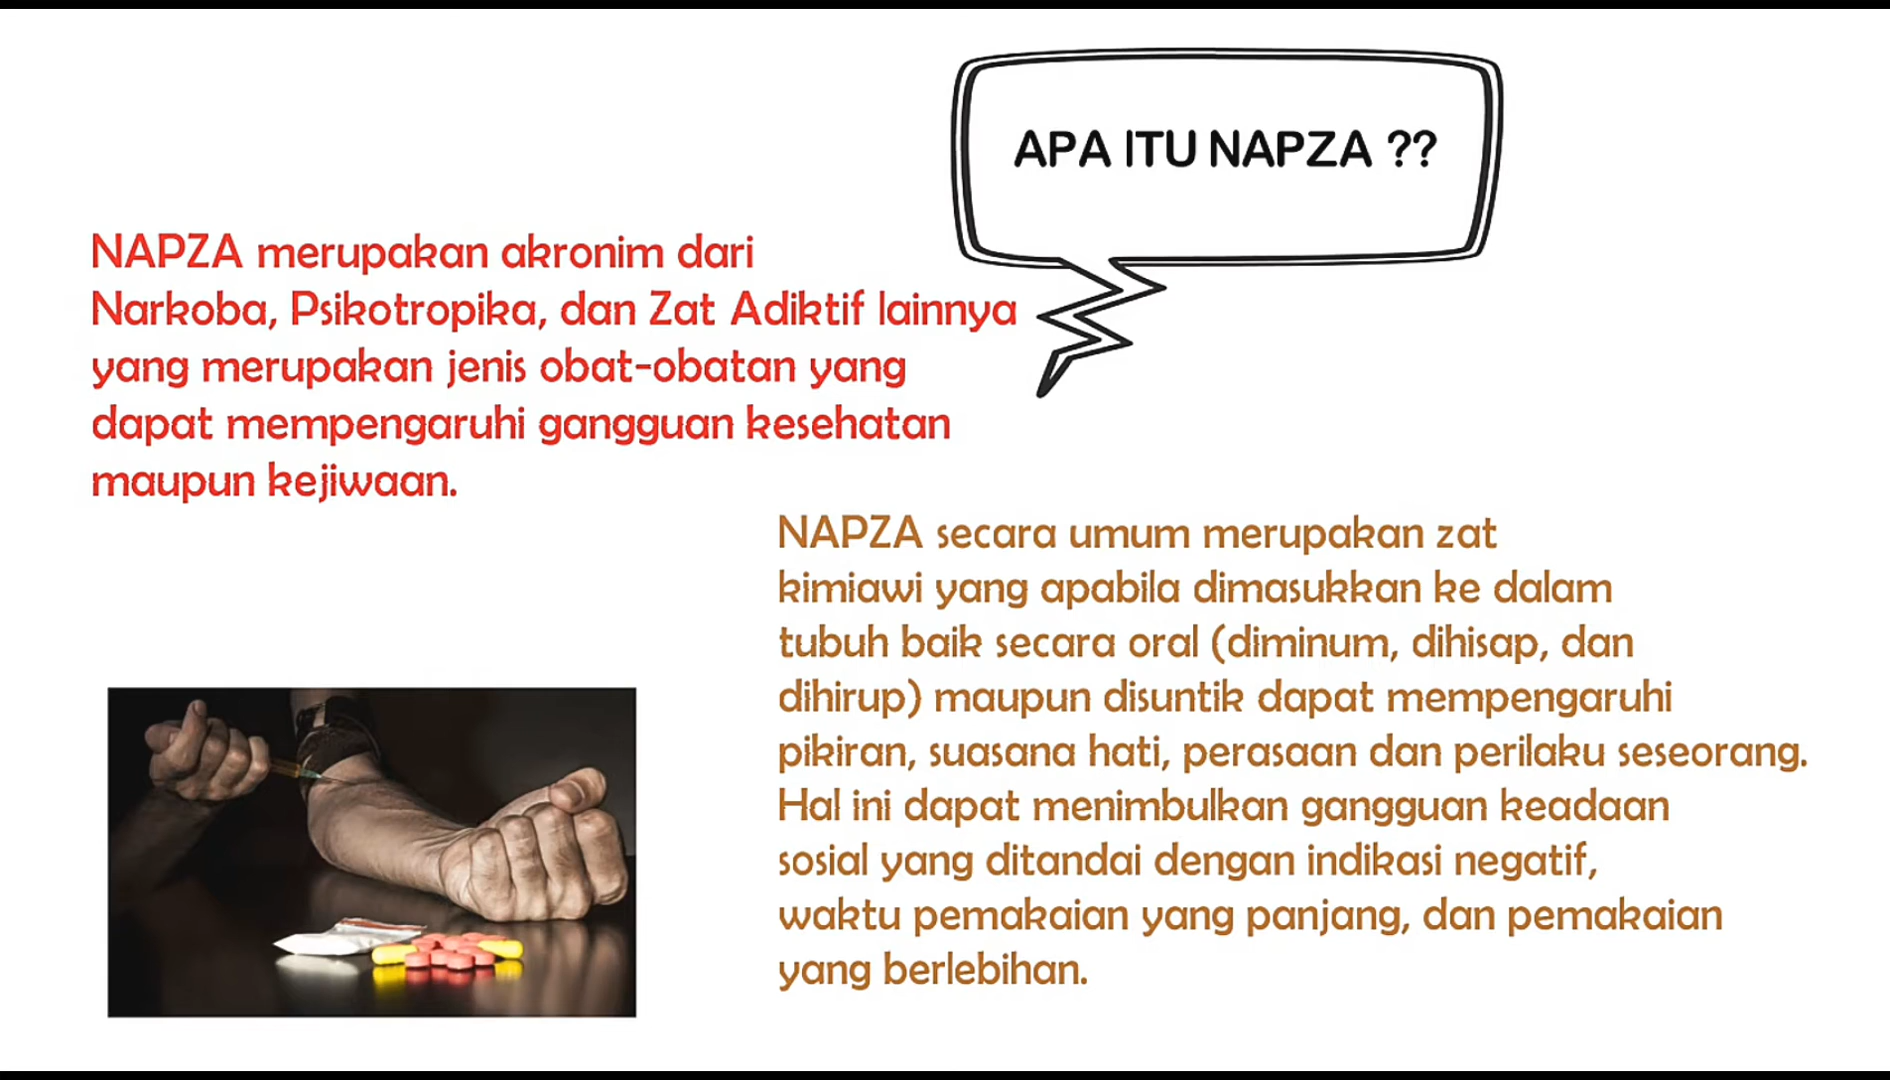 APA ITU NAPZA ??
NAPZA merupakan akronim dari
Narkoba, Psikotropika, dan Zat Adiktif lainnya
yang merupakan jenis obat-obatan yang
dapat mempengaruhi gangguan kesehatan
maupun kejiwaan.
NAPZA secara umum merupakan zat
kimiawi yang apabila dimasukkan ke dalam
tubuh baik secara oral (diminum, dihisap, dan
dihirup) maupun disuntik dapat mempengaruhi
pikiran, suasana hati, perasaan dan perilaku seseorang.
Hal ini dapat menimbulkan gangguan keadaan
sosial yang ditandai dengan indikasi negatif,
waktu pemakaian yang panjang, dan pemakaian
yang berlebihan.